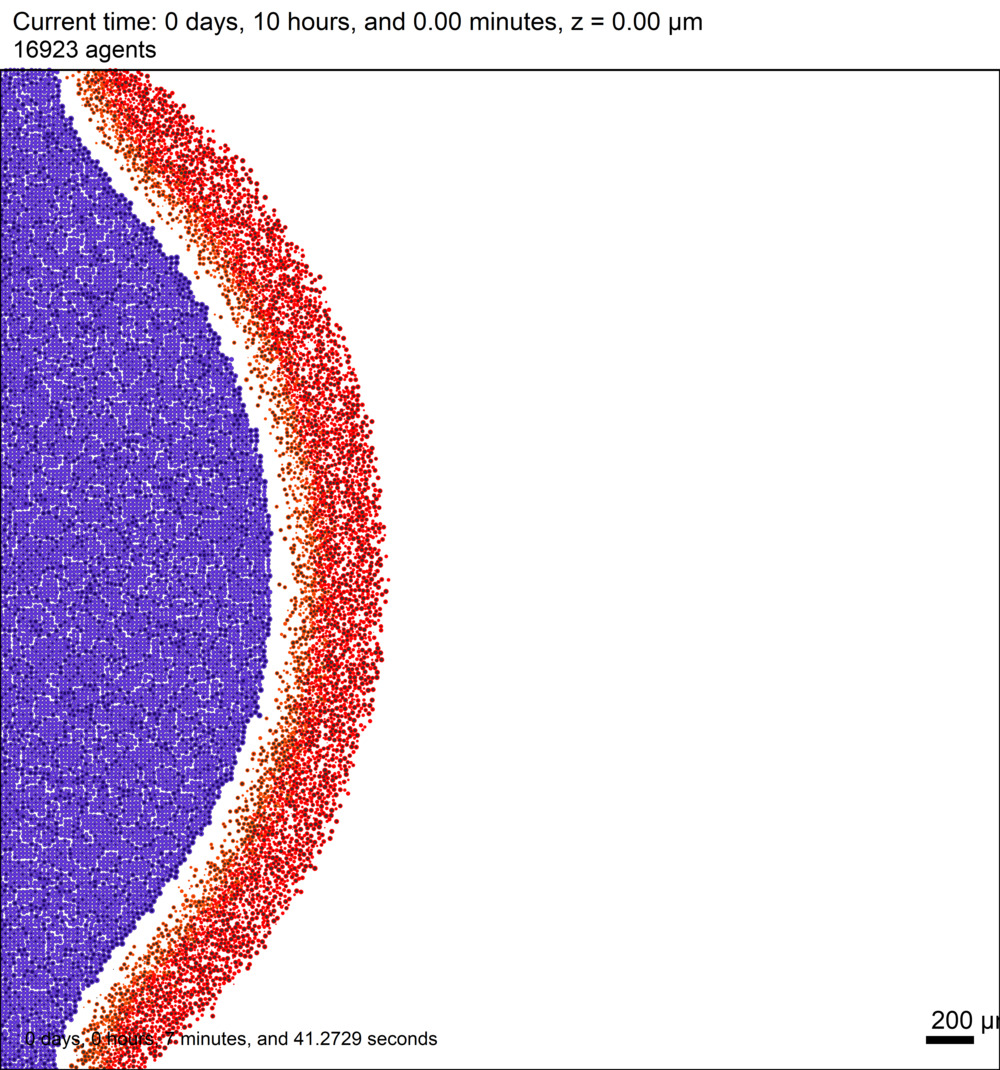 Current time: 0 days, 10 hours, and 0.00 minutes, z = 0.00 μm
16923 agents
200 μ
0 days, 0 hours, 7 minutes, and 41.2729 seconds